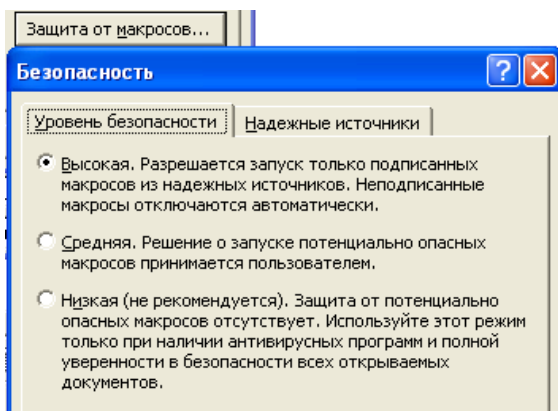 Защита от макросов...
Безопасность
Уровень безопасности
Надежные источники
Высокая. Разрешается запуск только подписанных
макросов из надежных источников. Неподписанные
макросы отключаются автоматически.
Средняя. Решение о запуске потенциально опасных
макросов принимается пользователем.
Низкая (не рекомендуется). Защита от потенциально
опасных макросов отсутствует. Используйте этот режим
только при наличии антивирусных программ и полной
уверенности в безопасности всех открываемых
документов.